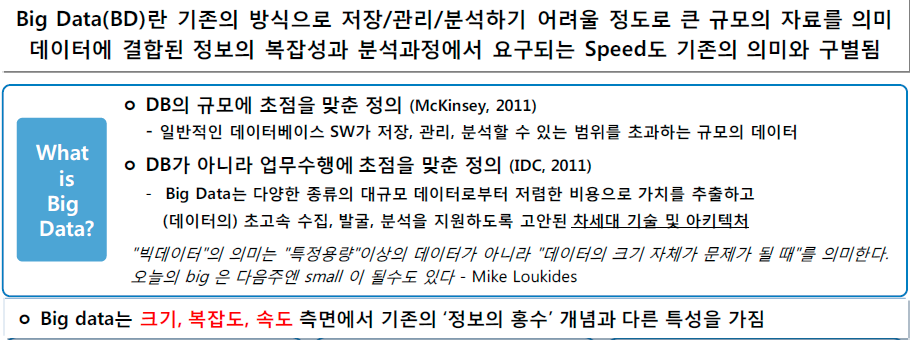 Big Data(BD)란 기존의 방식으로 저장/관리/분석하기 어려울 정도로 큰 규모의 자료를 의미
데이터에 결합된 정보의 복잡성과 분석과정에서 요구되는 Speed도 기존의 의미와 구별됨
What
is
Big
Data?
o DB의 규모에 초점을 맞춘 정의 (McKinsey, 2011)
- 일반적인 데이터베이스 SW가 저장, 관리, 분석할 수 있는 범위를 초과하는 규모의 데이터
o DB가 아니라 업무수행에 초점을 맞춘 정의 (IDC, 2011)
- Big Data는 다양한 종류의 대규모 데이터로부터 저렴한 비용으로 가치를 추출하고
(데이터의) 초고속 수집, 발굴, 분석을 지원하도록 고안된 차세대 기술 및 아키텍처
"빅데이터"의 의미는 "특정용량"이상의 데이터가 아니라 "데이터의 크기 자체가 문제가 될 때"를 의미한다.
오늘의 big 은 다음주엔 small 이 될수도 있다 - Mike Loukides
o Big data는 크기, 복잡도, 속도 측면에서 기존의 '정보의 홍수' 개념과 다른 특성을 가짐